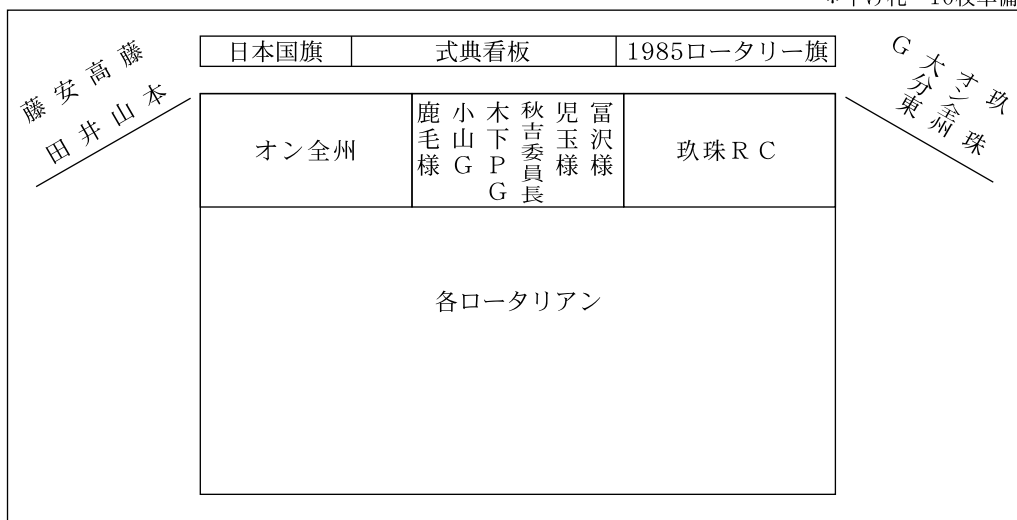 藤田
安井
高山
藤本
日本国旗
式典看板
1985ロータリー旗
G
大分東
オン全州
玖珠
オン全州
鹿毛様
小山G
木下PG
秋吉委員長
児玉様
冨沢様
玖珠RC
各ロータリアン